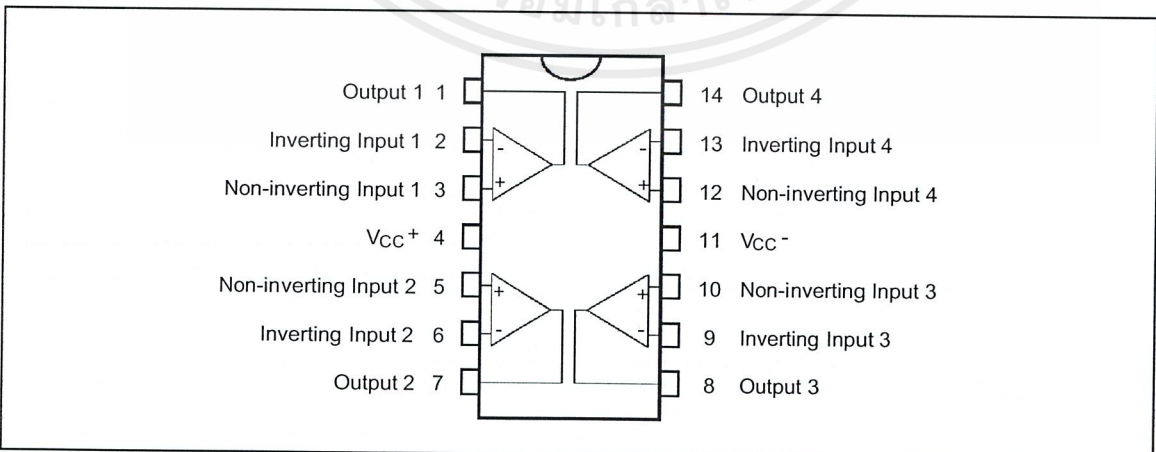 Output 1 1
Inverting Input 1 2
Non-inverting Input 1 3
VCC+ 4
Non-inverting Input 2 5
Inverting Input 2 6
Output 2 7
14 Output 4
13 Inverting Input 4
12 Non-inverting Input 4
11 VCC-
10 Non-inverting Input 3
9 Inverting Input 3
8 Output 3